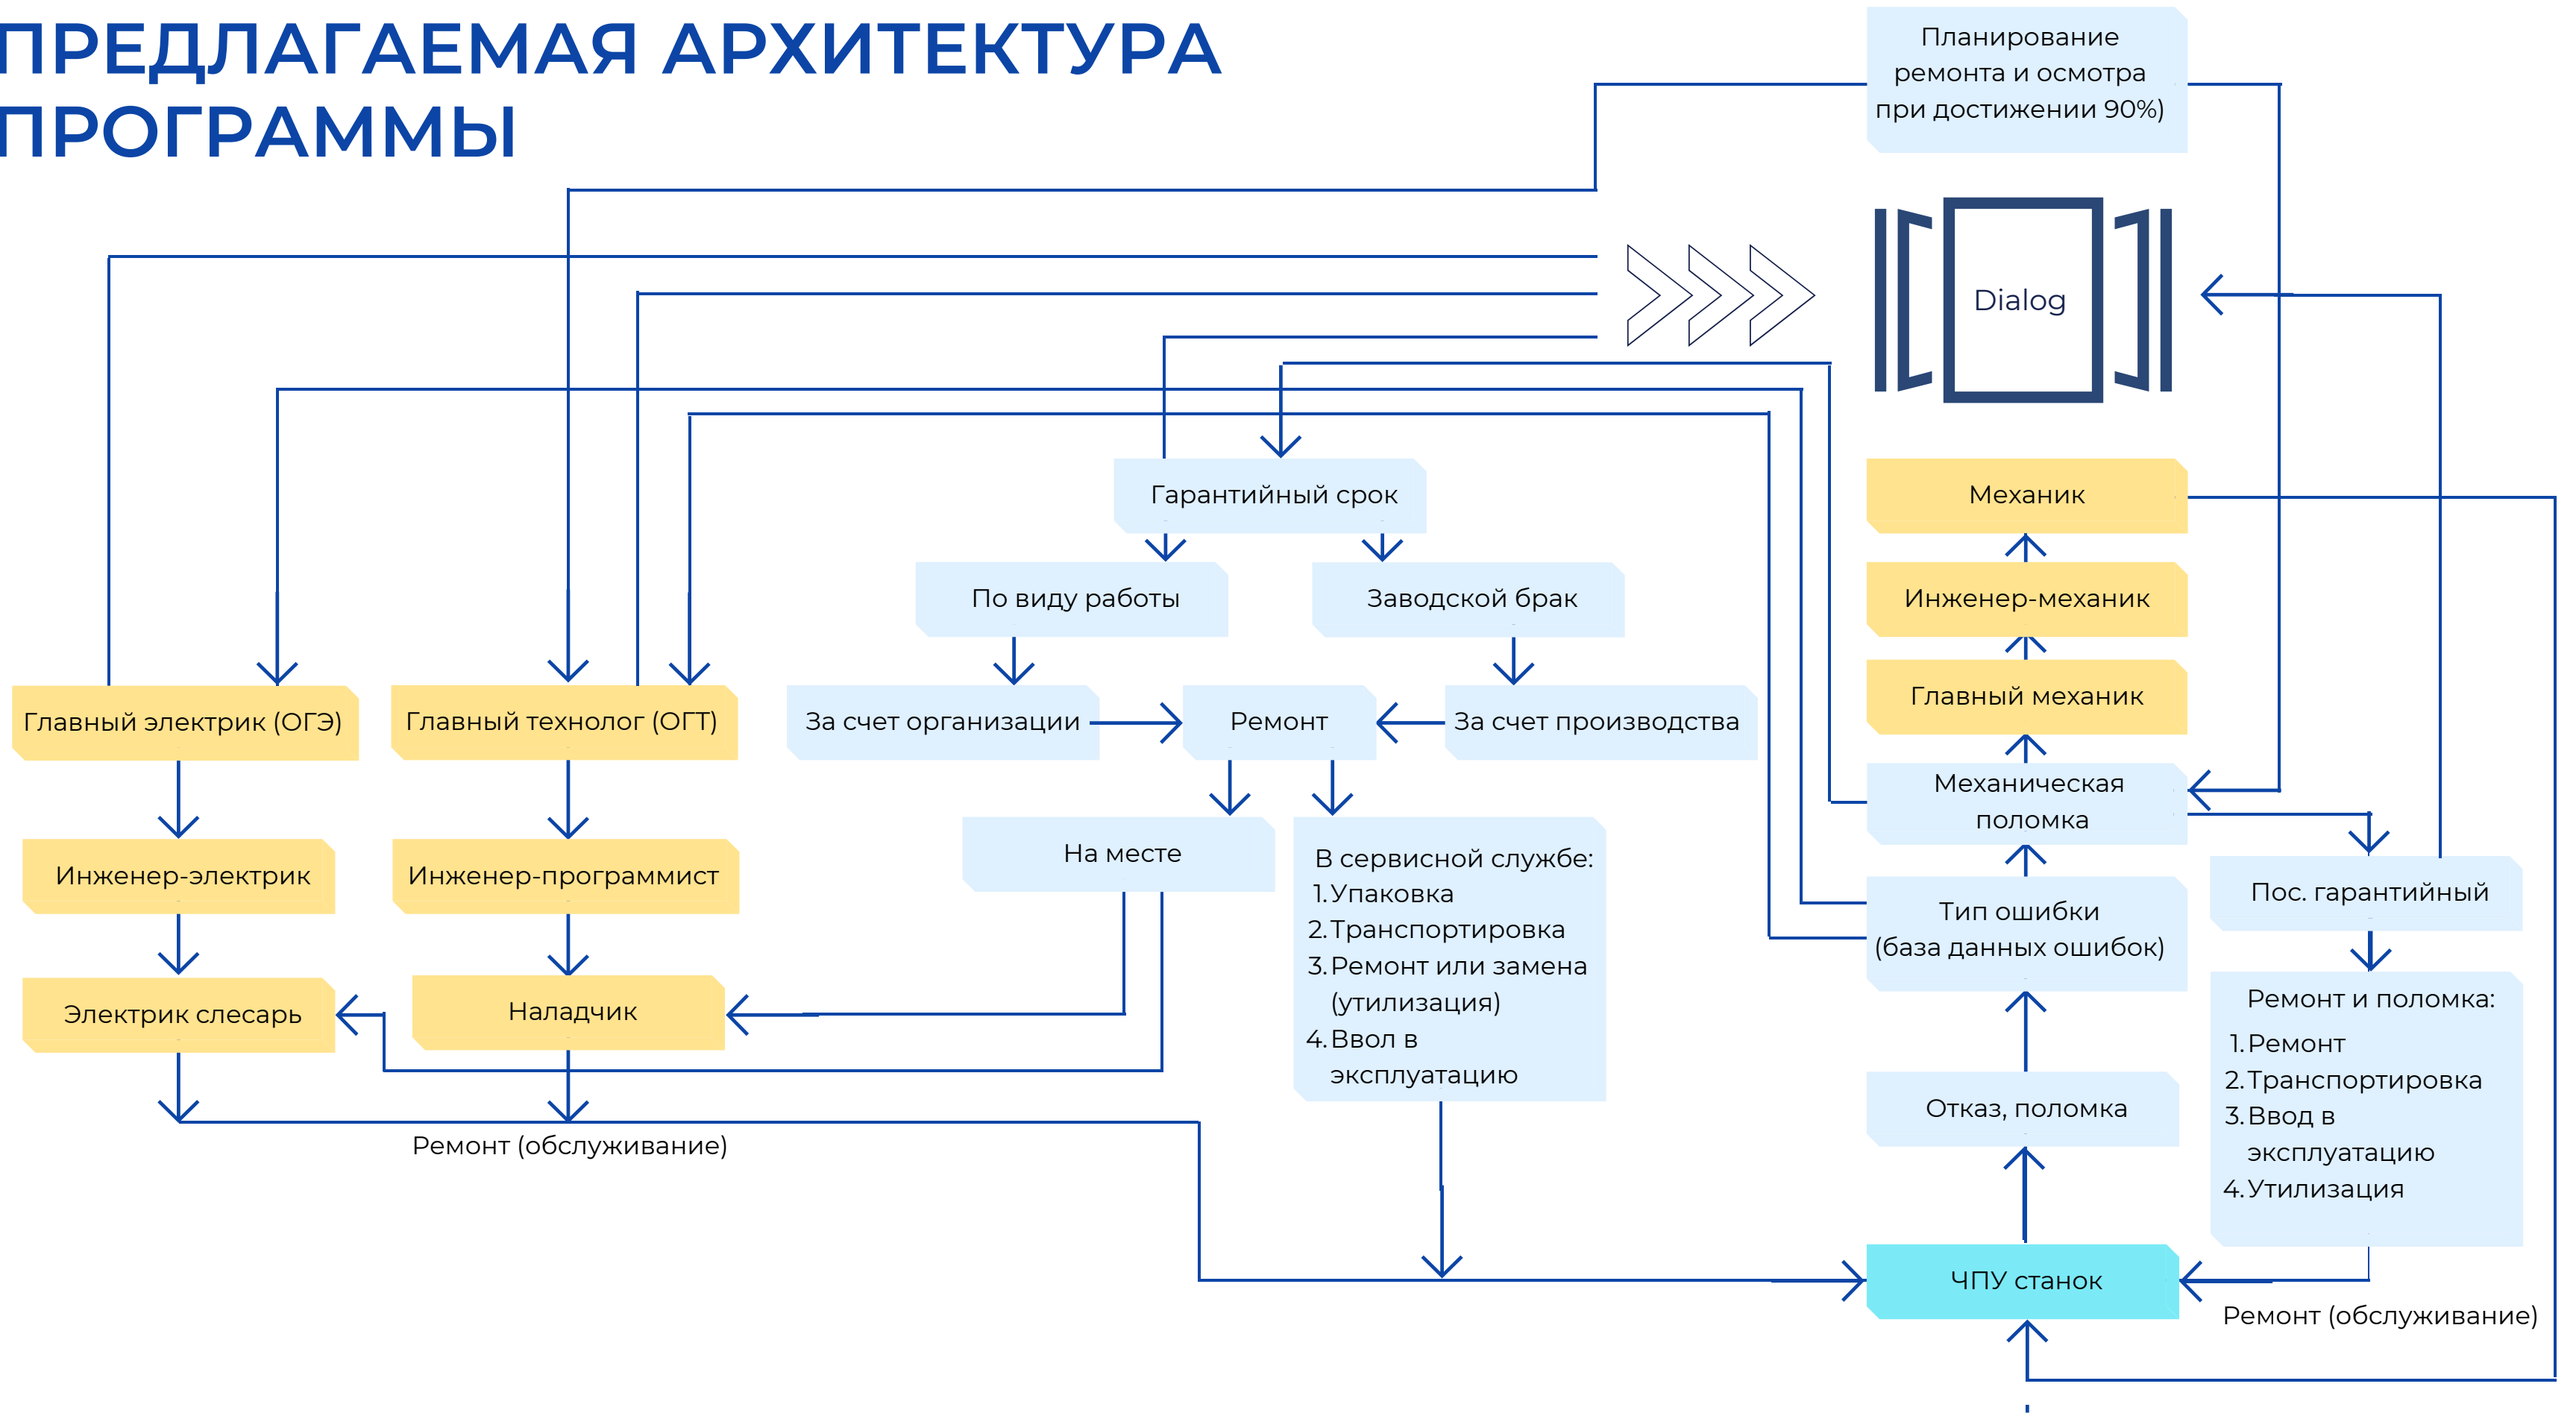 ПРЕДЛАГАЕМАЯ АРХИТЕКТУРА
ПРОГРАММЫ
Планирование
ремонта и осмотра
при достижении 90%)
Dialog
Гарантийный срок
Механик
По виду работы
Заводской брак
Инженер-механик
Главный механик
Главный электрик (ОГЭ)
Главный технолог (ОГТ)
За счет организации
Ремонт
За счет производства
Механическая
поломка
На месте
В сервисной службе:
1. Упаковка
2. Транспортировка
3. Ремонт или замена
(утилизация)
4. Ввол в
эксплуатацию
Инженер-электрик
Инженер-программист
Тип ошибки
(база данных ошибок)
Пос. гарантийный
Электрик слесарь
Наладчик
Ремонт и поломка:
1. Ремонт
2. Транспортировка
3. Ввод в
эксплуатацию
4. Утилизация
Отказ, поломка
Ремонт (обслуживание)
ЧПУ станок
Ремонт (обслуживание)